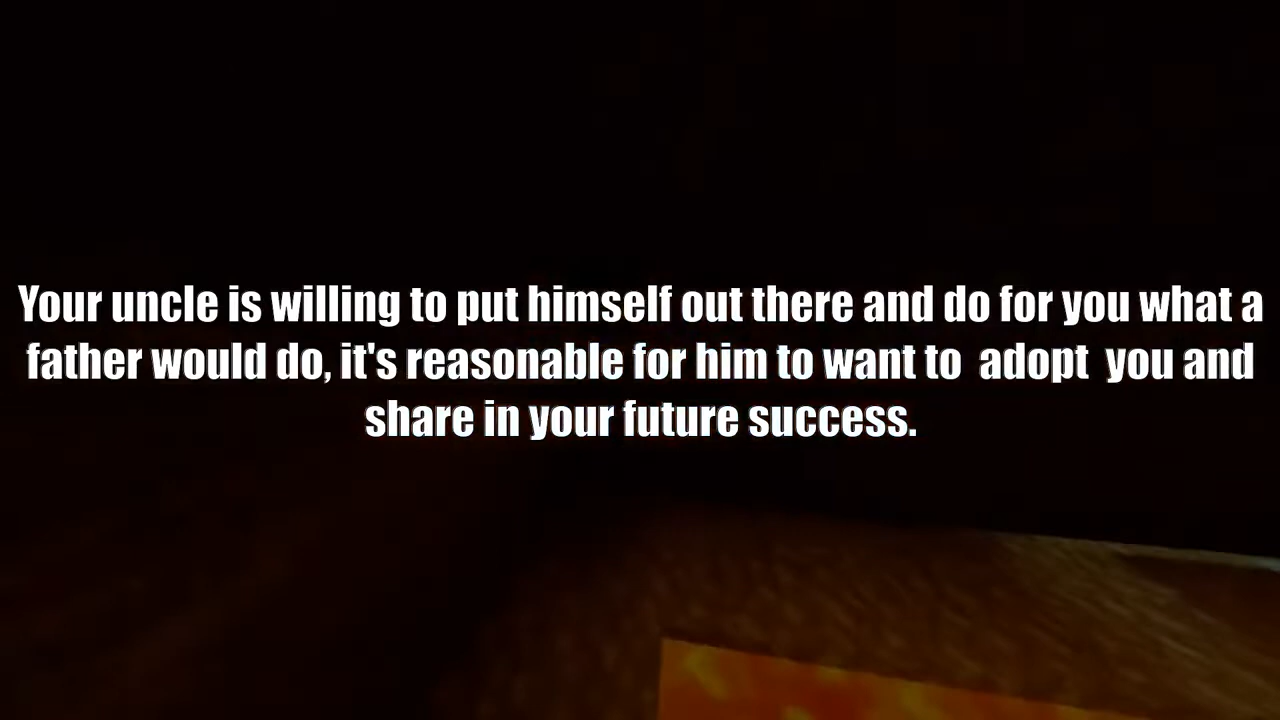 Your uncle is willing to put himself out there and do for you what a
father would do, it's reasonable for him to want to  adopt  you and
share in your future success.